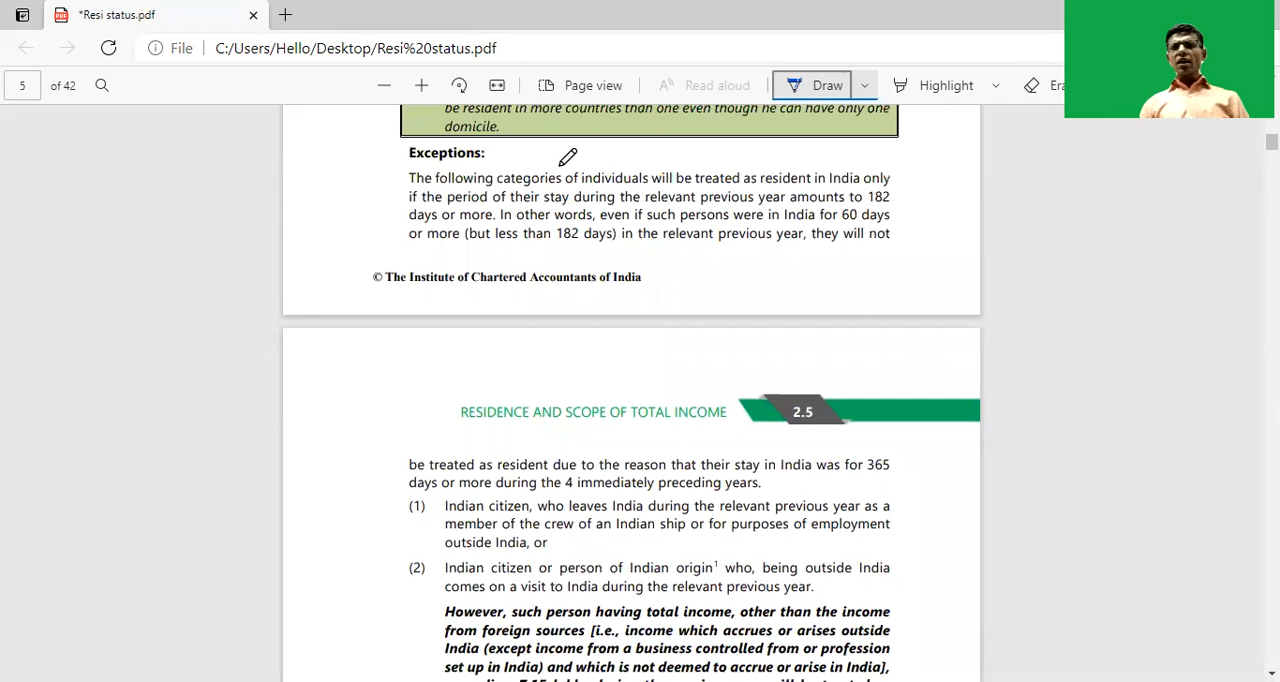 *Resi status.pdf
File
C:/Users/Hello/Desktop/Resi%20status.pdf
5 of 42
Page view
Read aloud
Draw
Highlight
be resident in more countries than one even though he can have only one
domicile.
Exceptions:
The following categories of individuals will be treated as resident in India only
if the period of their stay during the relevant previous year amounts to 182
days or more. In other words, even if such persons were in India for 60 days
or more (but less than 182 days) in the relevant previous year, they will not
© The Institute of Chartered Accountants of India
RESIDENCE AND SCOPE OF TOTAL INCOME 2.5
be treated as resident due to the reason that their stay in India was for 365
days or more during the 4 immediately preceding years.
(1) Indian citizen, who leaves India during the relevant previous year as a
member of the crew of an Indian ship or for purposes of employment
outside India, or
(2) Indian citizen or person of Indian origin1 who, being outside India
comes on a visit to India during the relevant previous year.
However, such person having total income, other than the income
from foreign sources [i.e., income which accrues or arises outside
India (except income from a business controlled from or profession
set up in India) and which is not deemed to accrue or arise in India],